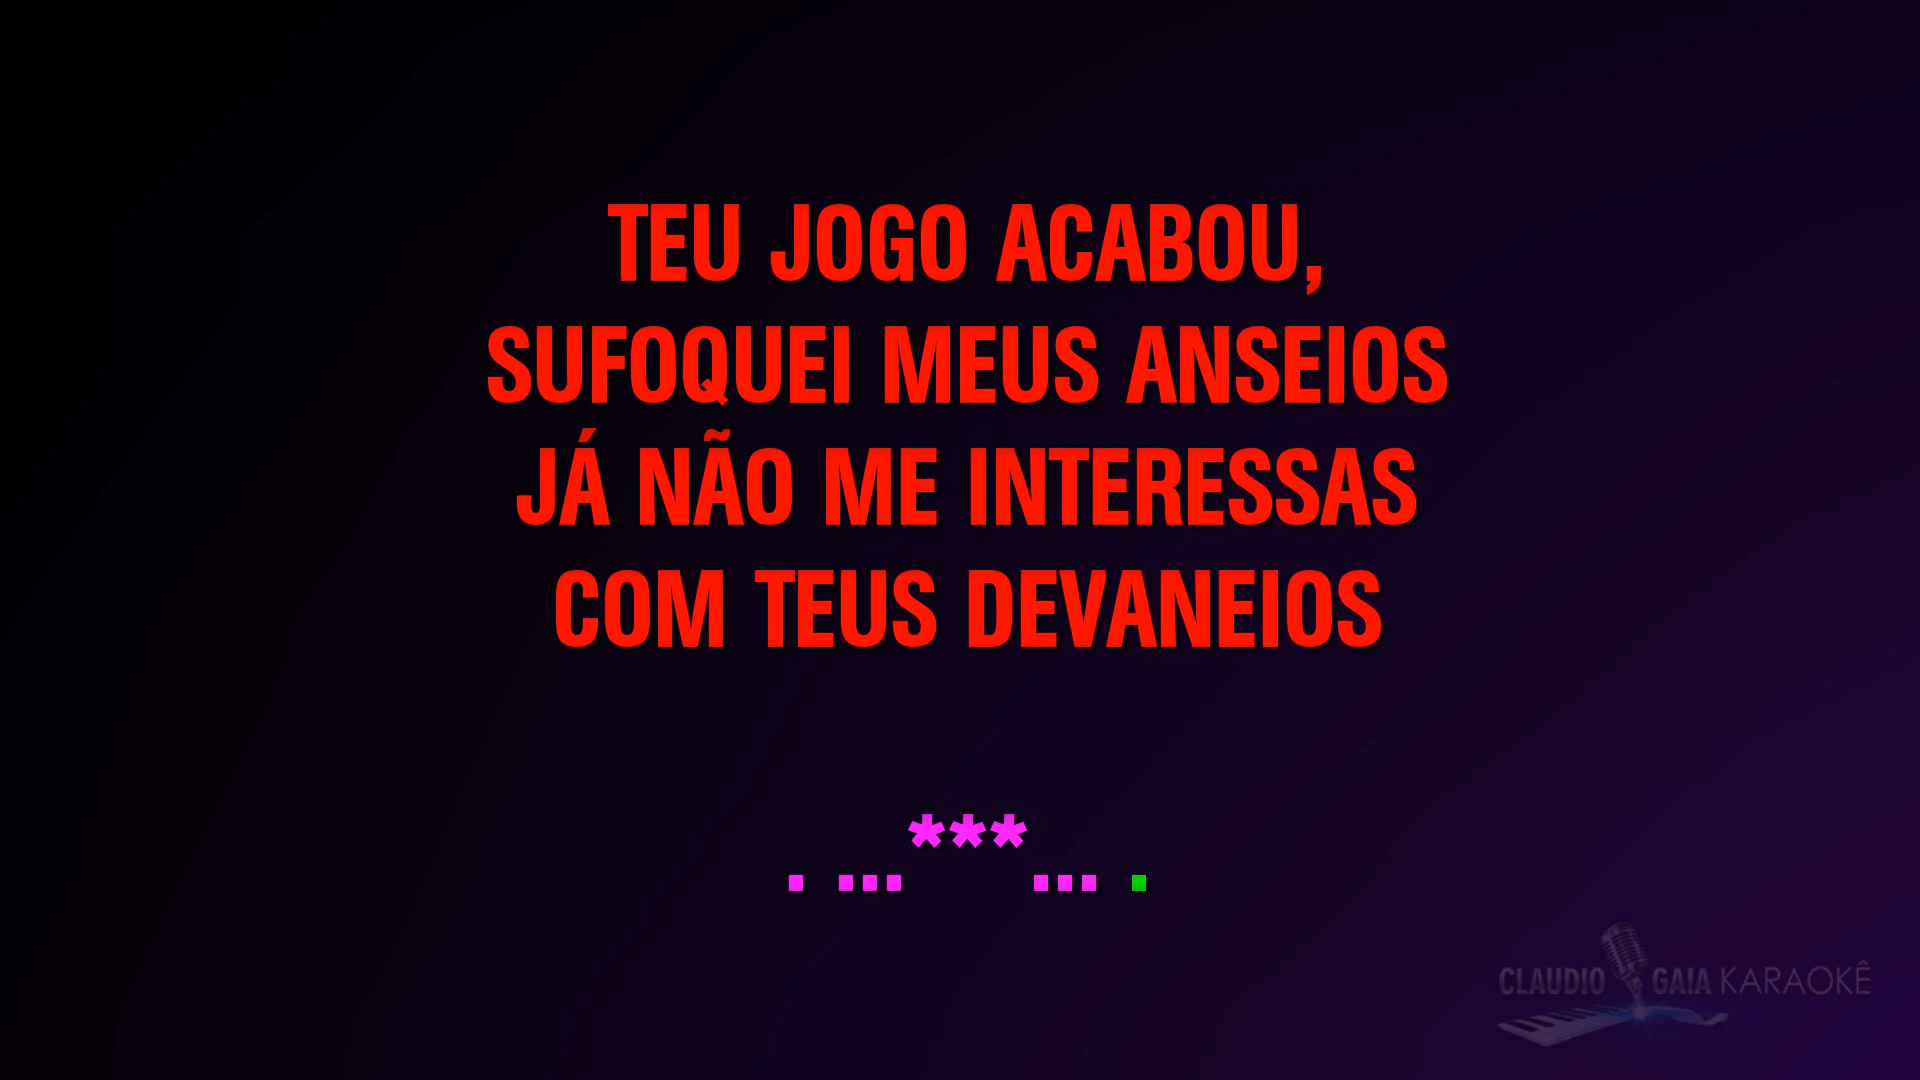 TEU JOGO ACABOU,
SUFOQUEI MEUS ANSEIOS
JÁ NÃO ME INTERESSAS
COM TEUS DEVANEIOS
. ...***... .
CLAUDIO GAIA KARAOKÊ